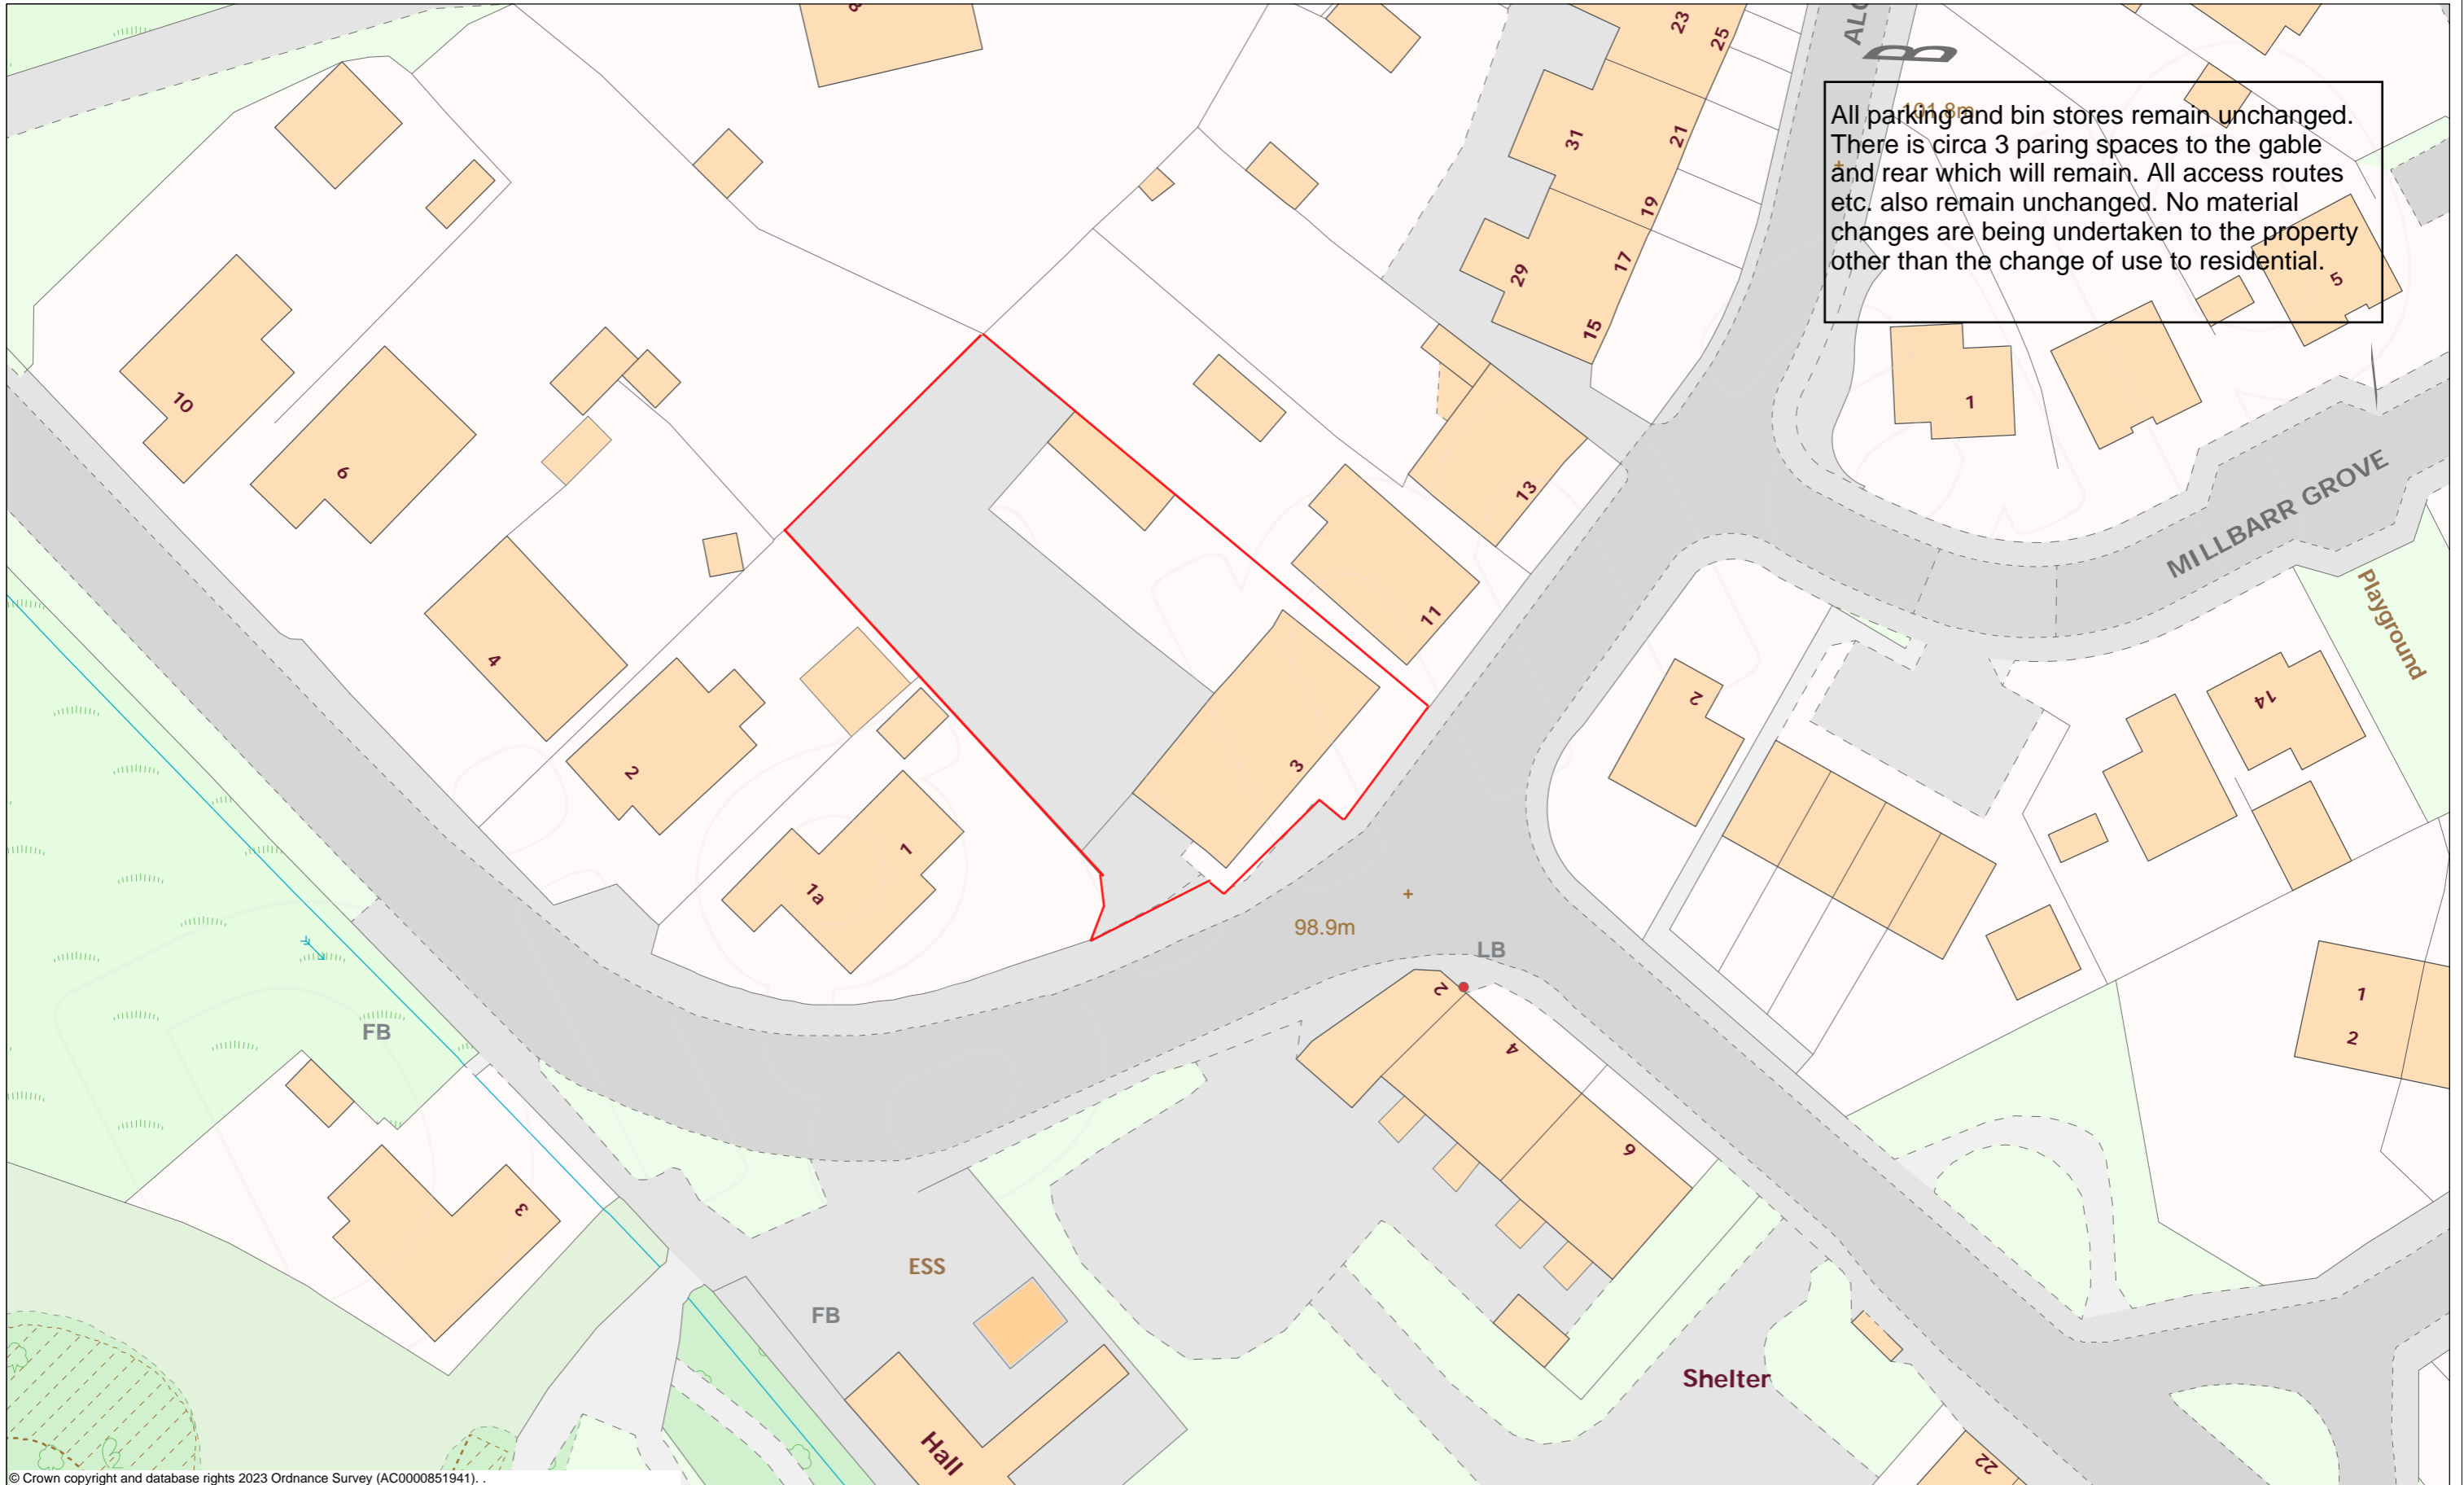 8
23
25
ALC
B
101.8m
All parking and bin stores remain unchanged.
There is circa 3 paring spaces to the gable
and rear which will remain. All access routes
etc. also remain unchanged. No material
changes are being undertaken to the property
other than the change of use to residential.
31
21
19
17
29
15
5
1
10
6
13
MILLBARR GROVE
11
Playground
4
2
3
2
14
2
1
1a
98.9m
LB
2
4
6
1
2
FB
3
ESS
FB
Hall
Shelter
22
© Crown copyright and database rights 2023 Ordnance Survey (AC0000851941). .